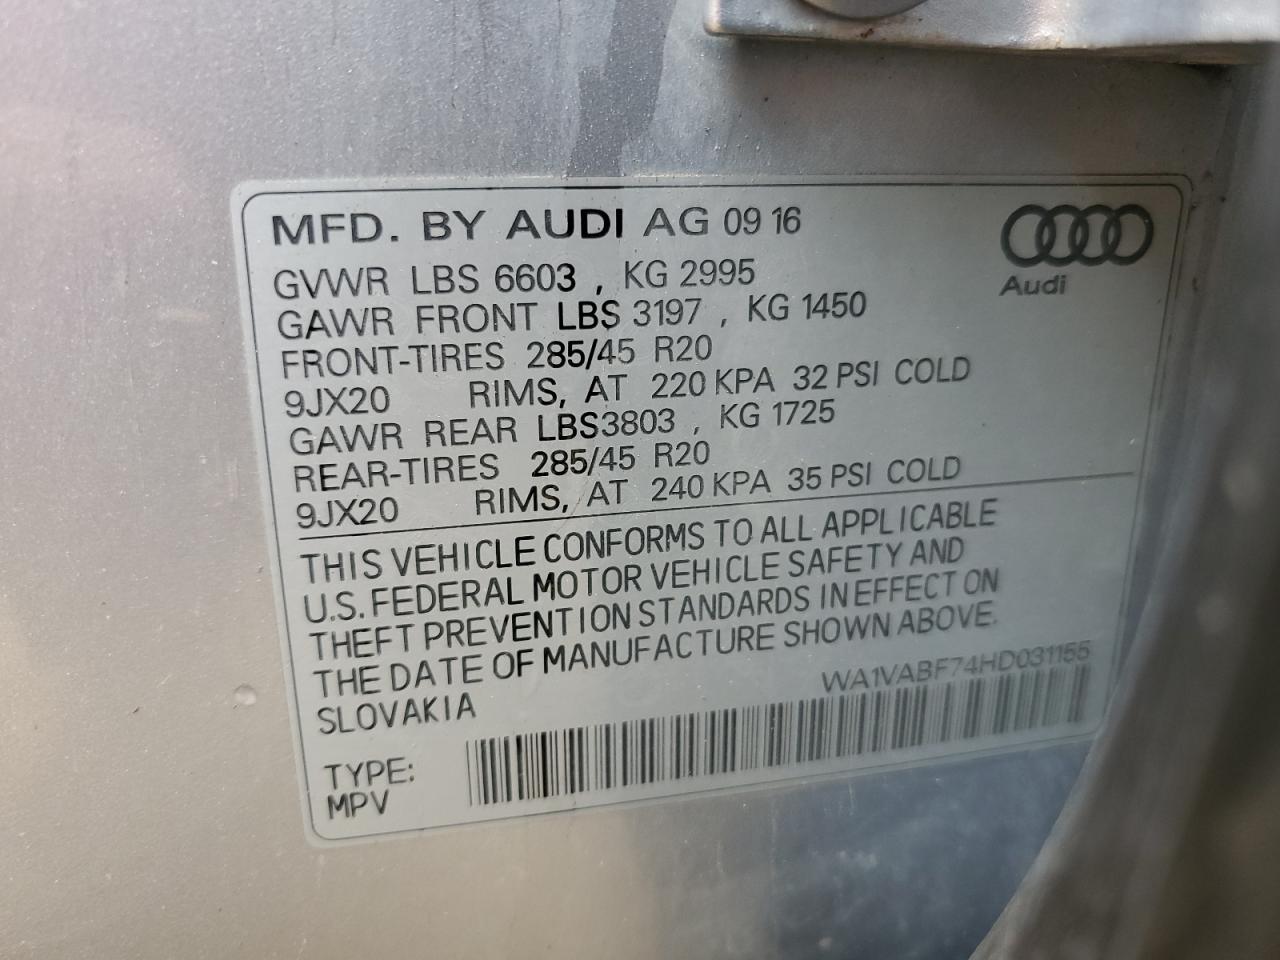 MFD. BY AUDI AG 09 16
Audi
GVWR LBS 6603 , KG 2995
GAWR FRONT LBS 3197 , KG 1450
FRONT-TIRES 285/45 R20
9JX20 RIMS, AT 220 KPA 32 PSI COLD
GAWR REAR LBS3803 , KG 1725
REAR-TIRES 285/45 R20
9JX20 RIMS, AT 240 KPA 35 PSI COLD
THIS VEHICLE CONFORMS TO ALL APPLICABLE
U.S. FEDERAL MOTOR VEHICLE SAFETY AND
THEFT PREVENTION STANDARDS IN EFFECT ON
THE DATE OF MANUFACTURE SHOWN ABOVE.
SLOVAKIA
WA1VABF74HD031155
TYPE:
MPV